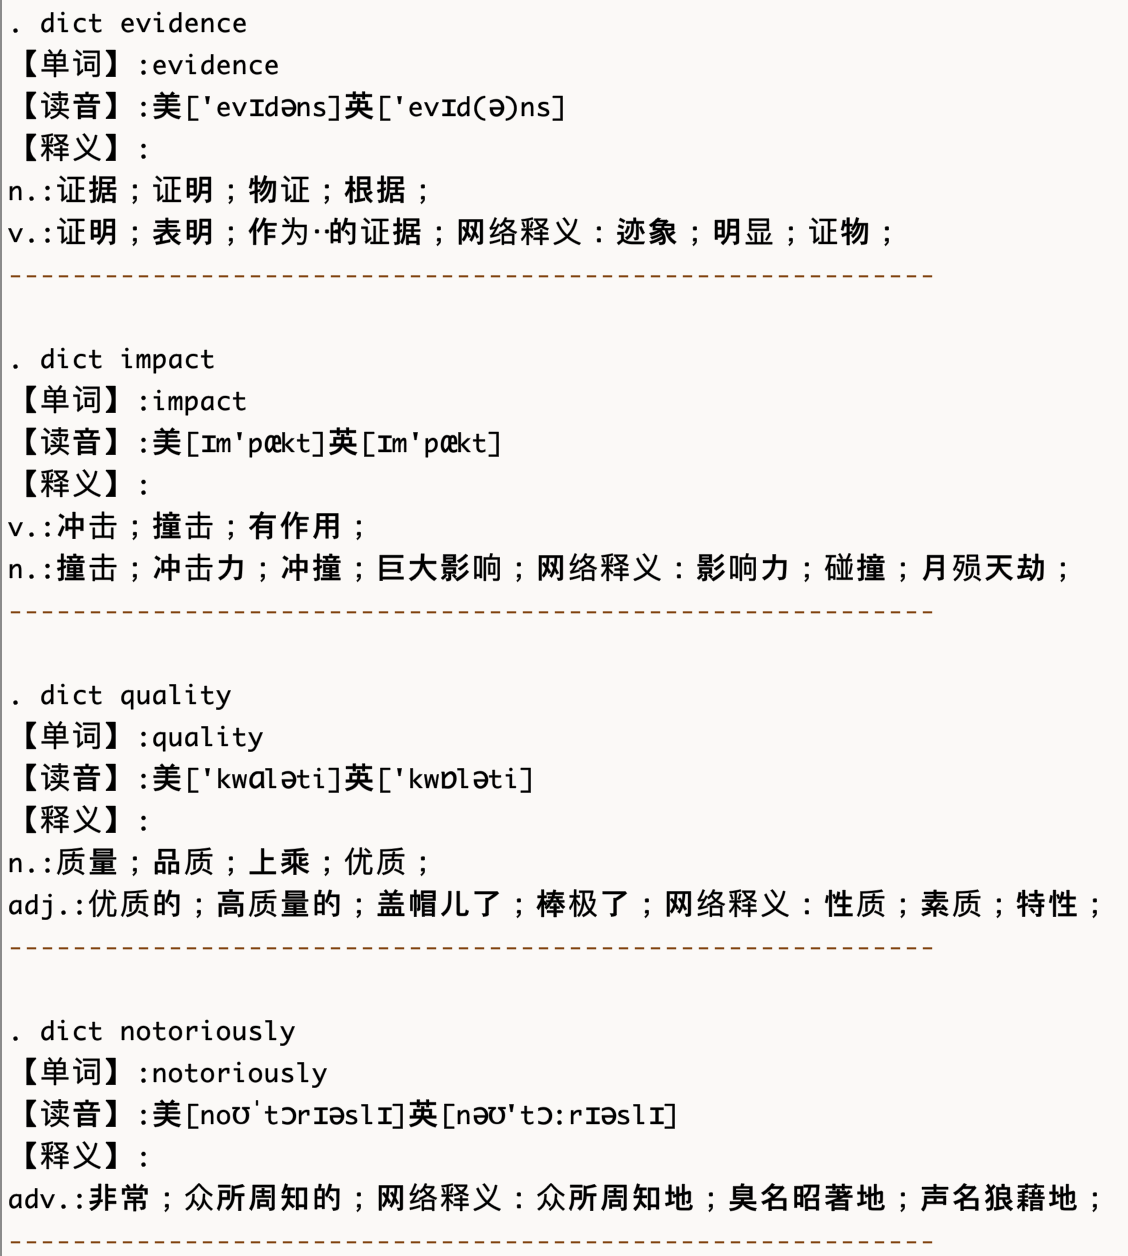 . dict evidence
【单词】:evidence
【读音】:美['evɪdəns]英['evɪd(ə)ns]
【释义】:
n.:证据；证明；物证；根据；
v.:证明；表明；作为··的证据；网络释义：迹象；明显；证物；
----------------------------------------------------------
. dict impact
【单词】:impact
【读音】:美[ɪm'pækt]英[ɪm'pækt]
【释义】:
v.:冲击；撞击；有作用；
n.:撞击；冲击力；冲撞；巨大影响；网络释义：影响力；碰撞；月殒天劫；
----------------------------------------------------------
. dict quality
【单词】:quality
【读音】:美['kwɑləti]英['kwɒləti]
【释义】:
n.:质量；品质；上乘；优质；
adj.:优质的；高质量的；盖帽儿了；棒极了；网络释义：性质；素质；特性；
----------------------------------------------------------
. dict notoriously
【单词】:notoriously
【读音】:美[noʊˈtɔrɪəslɪ]英[nəʊ'tɔ:rɪəslɪ]
【释义】:
adv.:非常；众所周知的；网络释义：众所周知地；臭名昭著地；声名狼藉地；
----------------------------------------------------------